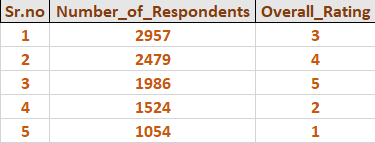 Sr.no Number_of_Respondents Overall_Rating
1 2957 3
2 2479 4
3 1986 5
4 1524 2
5 1054 1